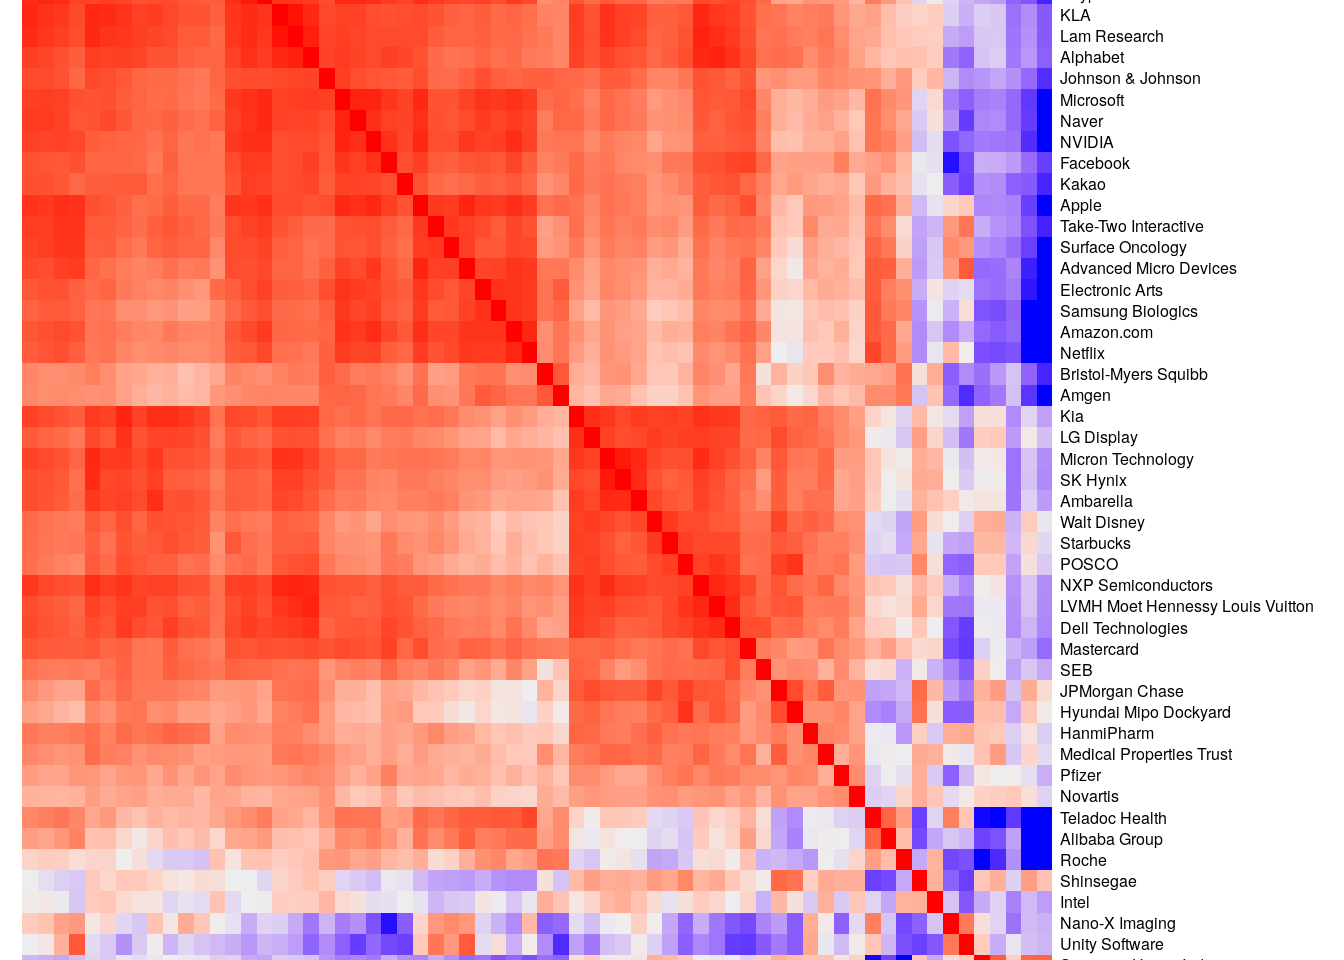 KLA
Lam Research
Alphabet
Johnson & Johnson
Microsoft
Naver
NVIDIA
Facebook
Kakao
Apple
Take-Two Interactive
Surface Oncology
Advanced Micro Devices
Electronic Arts
Samsung Biologics
Amazon.com
Netflix
Bristol-Myers Squibb
Amgen
Kia
LG Display
Micron Technology
SK Hynix
Ambarella
Walt Disney
Starbucks
POSCO
NXP Semiconductors
LVMH Moet Hennessy Louis Vuitton
Dell Technologies
Mastercard
SEB
JPMorgan Chase
Hyundai Mipo Dockyard
HanmiPharm
Medical Properties Trust
Pfizer
Novartis
Teladoc Health
Alibaba Group
Roche
Shinsegae
Intel
Nano-X Imaging
Unity Software